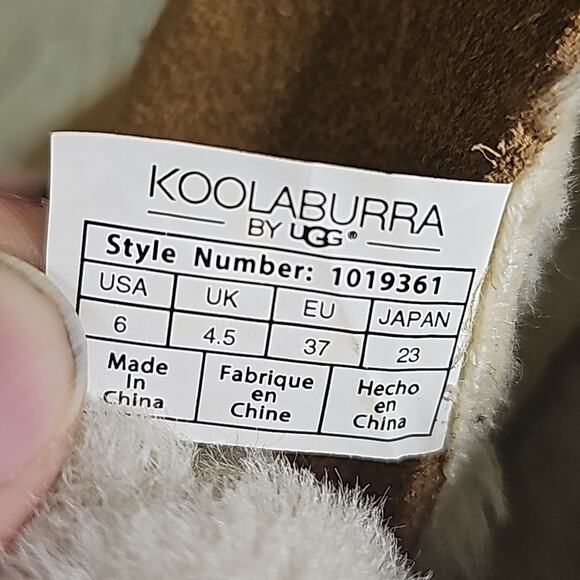 KOOLABURRA
BY UGG®
Style Number: 1019361
USA UK EU JAPAN
6 4.5 37 23
Made Fabrique Hecho
In en en
China Chine China